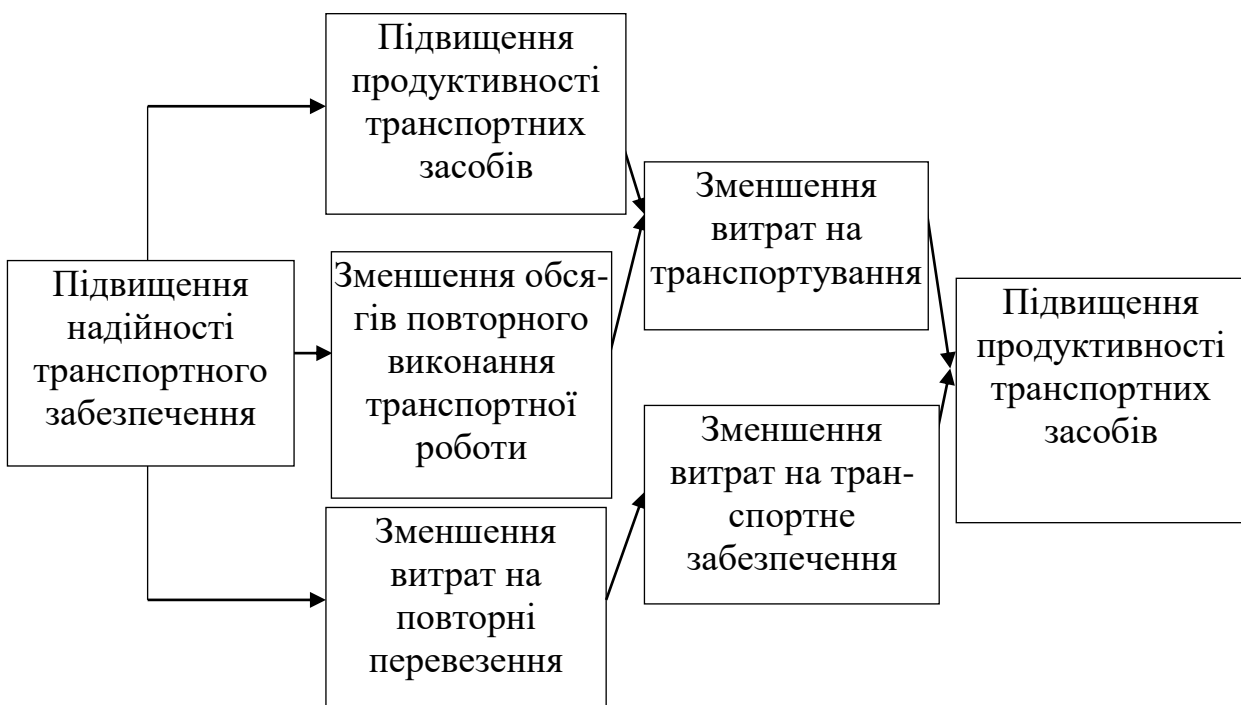 Підвищення
надійності
транспортного
забезпечення
Підвищення
продуктивності
транспортних
засобів
Зменшення обся-
гів повторного
виконання
транспортної
роботи
Зменшення
витрат на
повторні
перевезення
Зменшення
витрат на
транспортування
Зменшення
витрат на тран-
спортне
забезпечення
Підвищення
продуктивності
транспортних
засобів